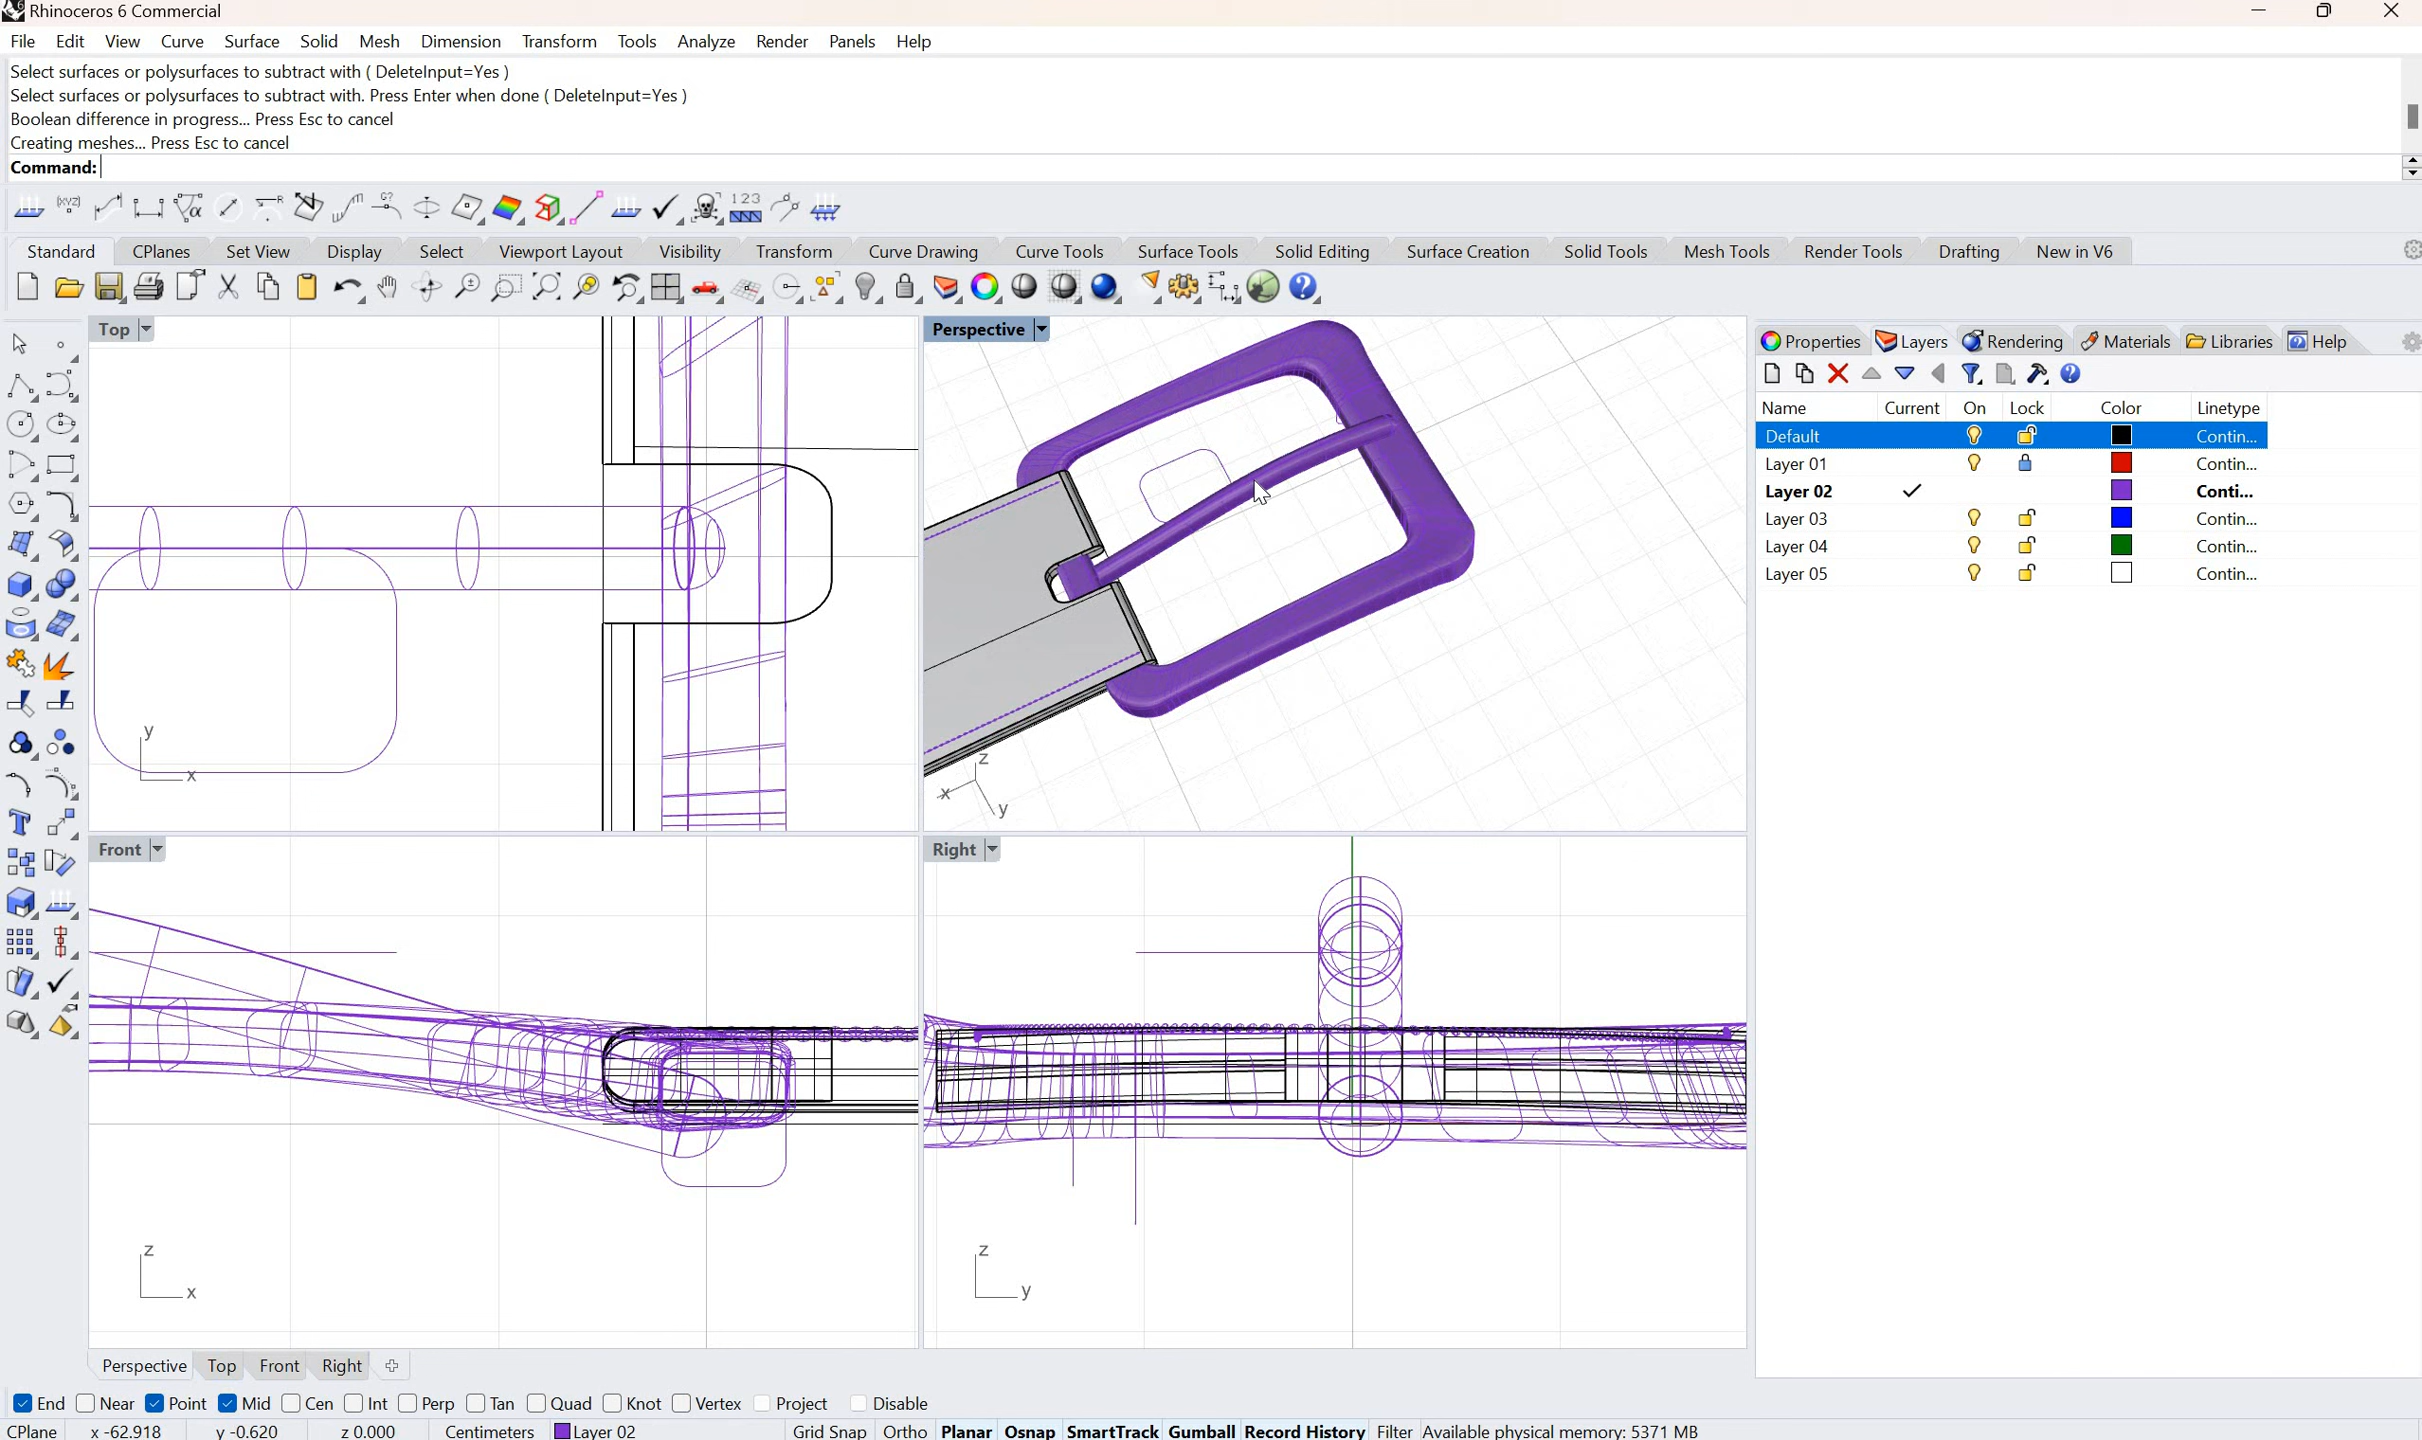 Rhinoceros 6 Commercial
File Edit View Curve Surface Solid Mesh Dimension Transform Tools Analyze Render Panels Help
Select surfaces or polysurfaces to subtract with ( DeleteInput=Yes )
Select surfaces or polysurfaces to subtract with. Press Enter when done ( DeleteInput=Yes )
Boolean difference in progress... Press Esc to cancel
Creating meshes... Press Esc to cancel
Command:
Standard CPlanes Set View Display Select Viewport Layout Visibility Transform Curve Drawing Curve Tools Surface Tools Solid Editing Surface Creation Solid Tools Mesh Tools Render Tools Drafting New in V6
Top
Perspective
Properties Layers Rendering Materials Libraries Help
Name Current On Lock Color Linetype
Default Contin...
Layer 01 Contin...
Layer 02 Conti...
Layer 03 Contin...
Layer 04 Contin...
Layer 05 Contin...
y
x
z
x
y
Front
Right
z
x
z
y
Perspective Top Front Right
End Near Point Mid Cen Int Perp Tan Quad Knot Vertex Project Disable
CPlane x -62.918 y -0.620 z 0.000 Centimeters Layer 02 Grid Snap Ortho Planar Osnap SmartTrack Gumball Record History Filter Available physical memory: 5371 MB